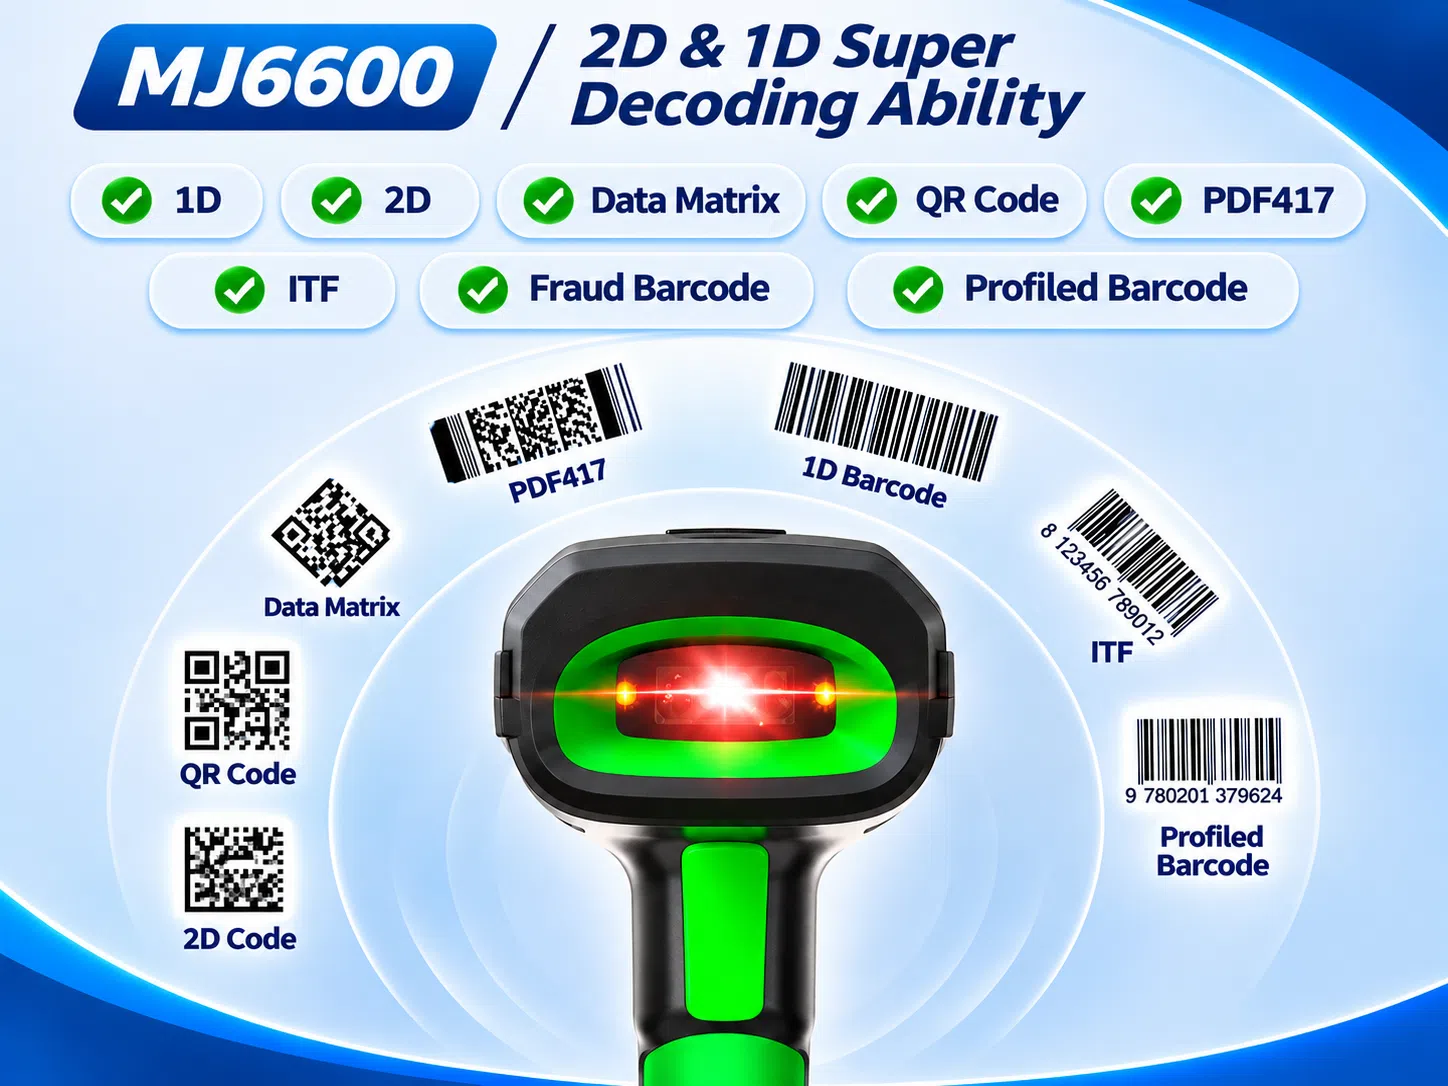 MJ6600
2D & 1D Super
Decoding Ability
1D
2D
Data Matrix
QR Code
PDF417
ITF
Fraud Barcode
Profiled Barcode
PDF417
1D Barcode
Data Matrix
8 123456 789012
ITF
QR Code
9 780201 379624
Profiled
Barcode
2D Code